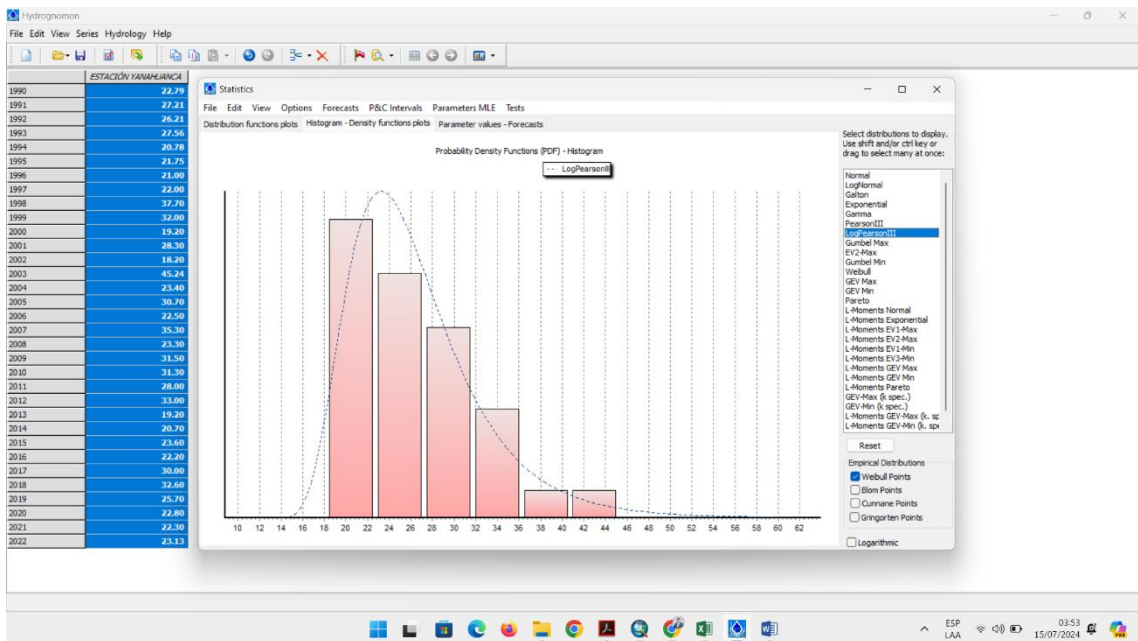 Hydrognomon
File Edit View Series Hydrology Help
ESTACIÓN YANAHUANCA
1990 22.79
1991 27.21
1992 26.21
1993 27.56
1994 20.78
1995 21.75
1996 21.00
1997 22.00
1998 37.70
1999 32.00
2000 19.20
2001 28.30
2002 18.20
2003 45.24
2004 23.40
2005 30.70
2006 22.50
2007 35.30
2008 23.30
2009 31.50
2010 31.30
2011 28.00
2012 33.00
2013 19.20
2014 20.70
2015 23.60
2016 22.20
2017 30.00
2018 32.60
2019 25.70
2020 22.80
2021 22.30
2022 23.13
Statistics
File Edit View Options Forecasts P&C Intervals Parameters MLE Tests
Distribution functions plots Histogram - Density functions plots Parameter values - Forecasts
Probability Density Functions (PDF) - Histogram
LogPearsonIII
10 12 14 16 18 20 22 24 26 28 30 32 34 36 38 40 42 44 46 48 50 52 54 56 58 60 62
Select distributions to display.
Use shift and/or ctrl key or
drag to select many at once:
Normal
LogNormal
Galton
Exponential
Gamma
PearsonIII
LogPearsonIII
Gumbel Max
EV2-Max
Gumbel Min
Weibull
GEV Max
GEV Min
Pareto
L-Moments Normal
L-Moments Exponential
L-Moments EV1-Max
L-Moments EV2-Max
L-Moments EV1-Min
L-Moments EV3-Min
L-Moments GEV Max
L-Moments GEV Min
L-Moments Pareto
GEV-Max (k spec.)
GEV-Min (k spec.)
L-Moments GEV-Max (k. sp
L-Moments GEV-Min (k. spe
Reset
Empirical Distributions
Weibull Points
Blom Points
Cunnane Points
Gringorten Points
Logarithmic
ESP
LAA
03:53
15/07/2024